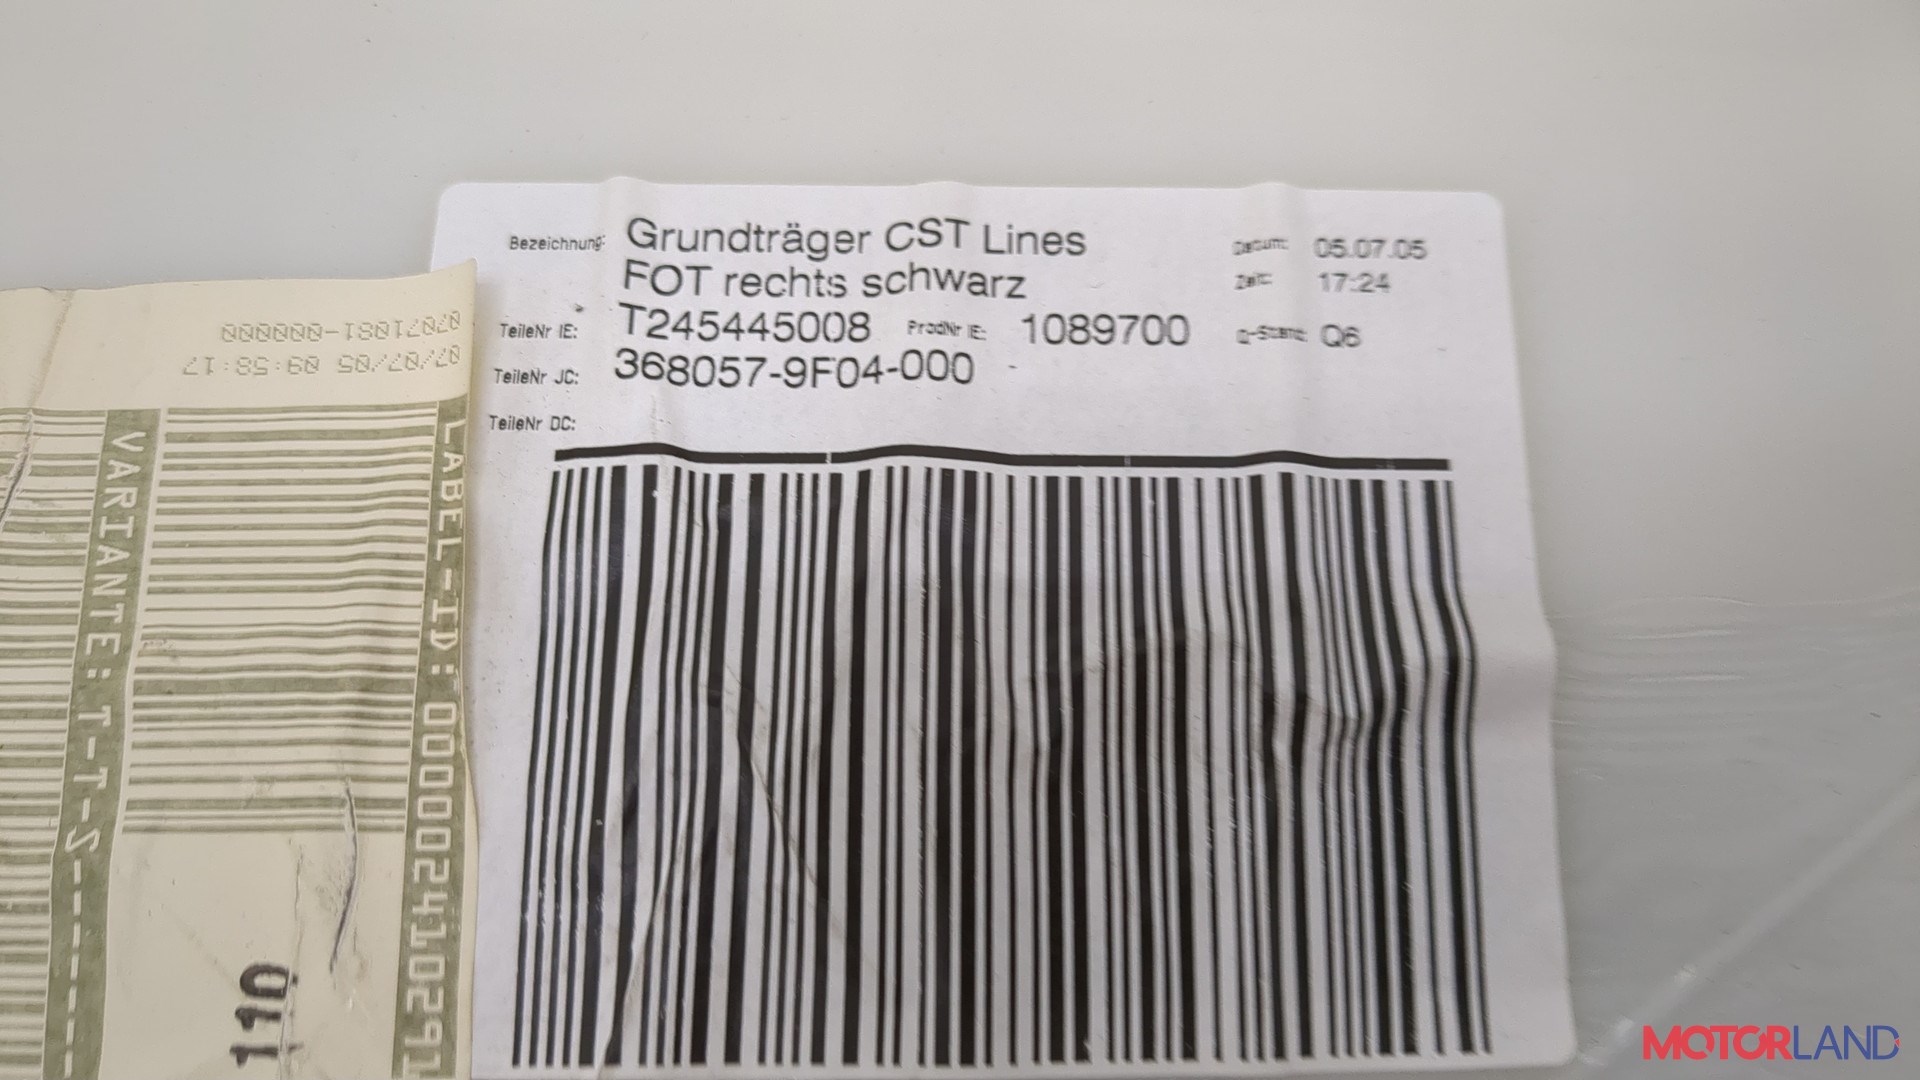 Bezeichnung: Grundträger CST Lines
FOT rechts schwarz
Datum: 05.07.05
Zeit: 17:24
TeileNr IE: T245445008 ProdNr IE: 1089700 Q-Stand: Q6
TeileNr JC: 368057-9F04-000 -
TeileNr DC:
07071081-000000
07/07/05 09:58:17
LABEL-ID: 0000024120291
VARIANTE: T-T-2------
110
MOTORLAND